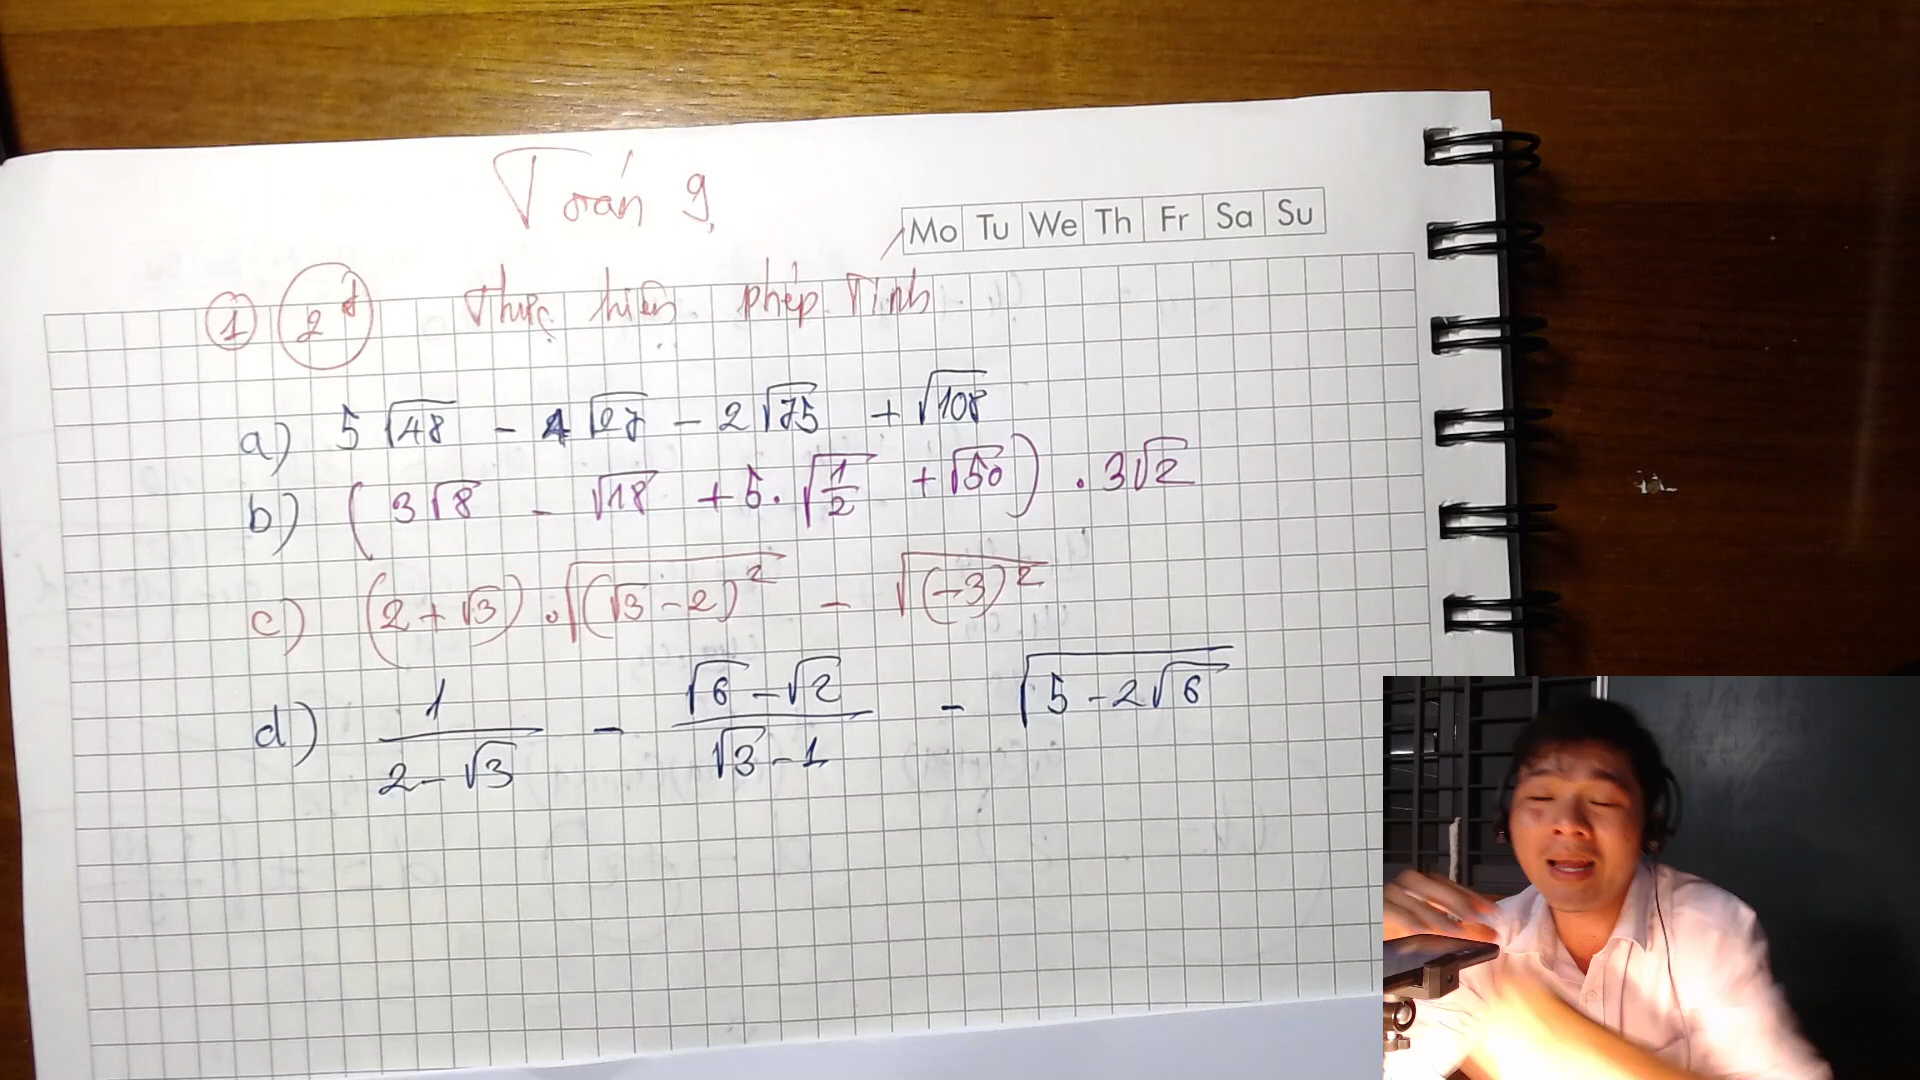 Toán 9
Mo Tu We Th Fr Sa Su
① 2đ Thực hiện phép tính
a) 5√48 - 4√27 - 2√75 + √108
b) (3√8 - √18 + 5.√(1/2) + √50) . 3√2
c) (2+√3).√((√3-2)²) - √((-3)²)
d) 1/(2-√3) - (√6-√2)/(√3-1) - √(5-2√6)